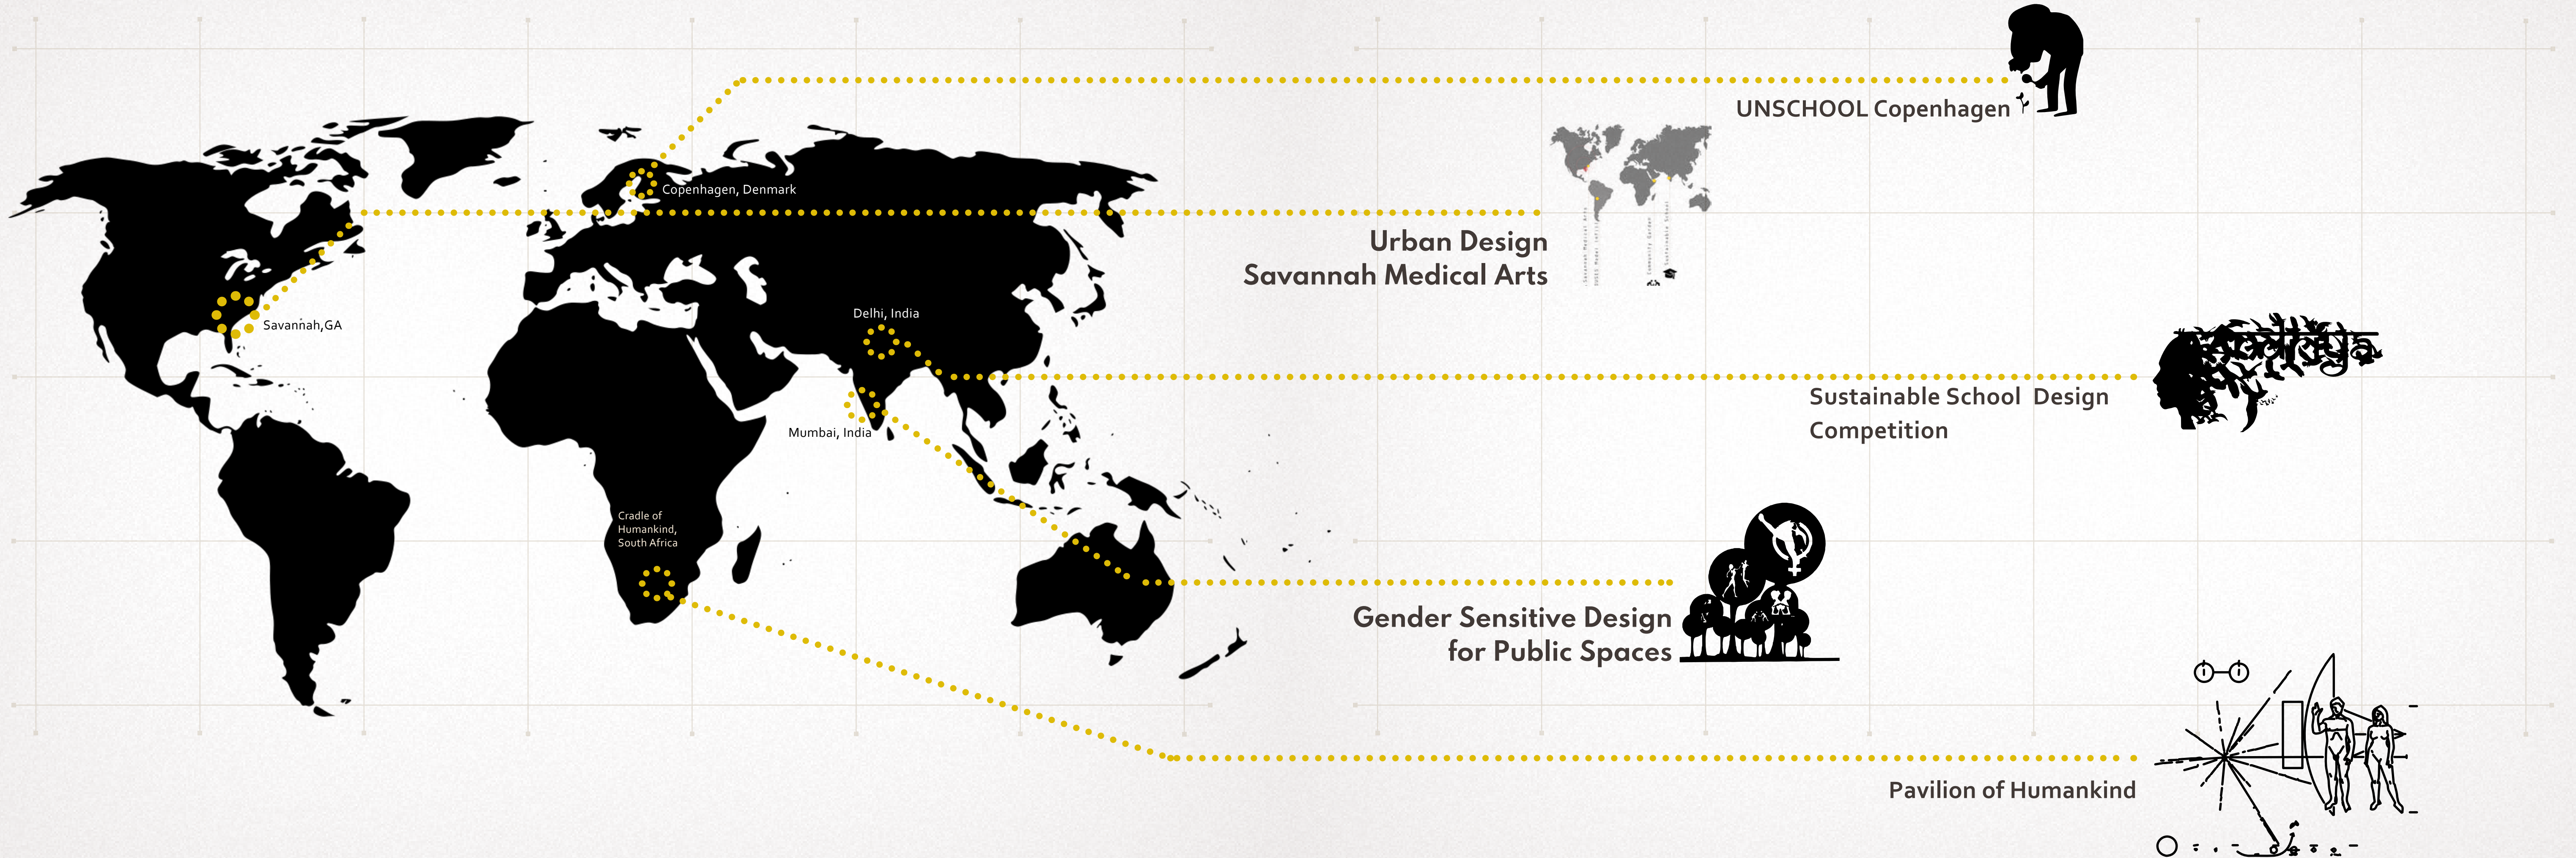 UNSCHOOL Copenhagen
Copenhagen, Denmark
Urban Design
Savannah Medical Arts
Savannah,GA
Delhi, India
Sustainable School  Design
Competition
Mumbai, India
Cradle of
Humankind,
South Africa
Gender Sensitive Design
for Public Spaces
Pavilion of Humankind